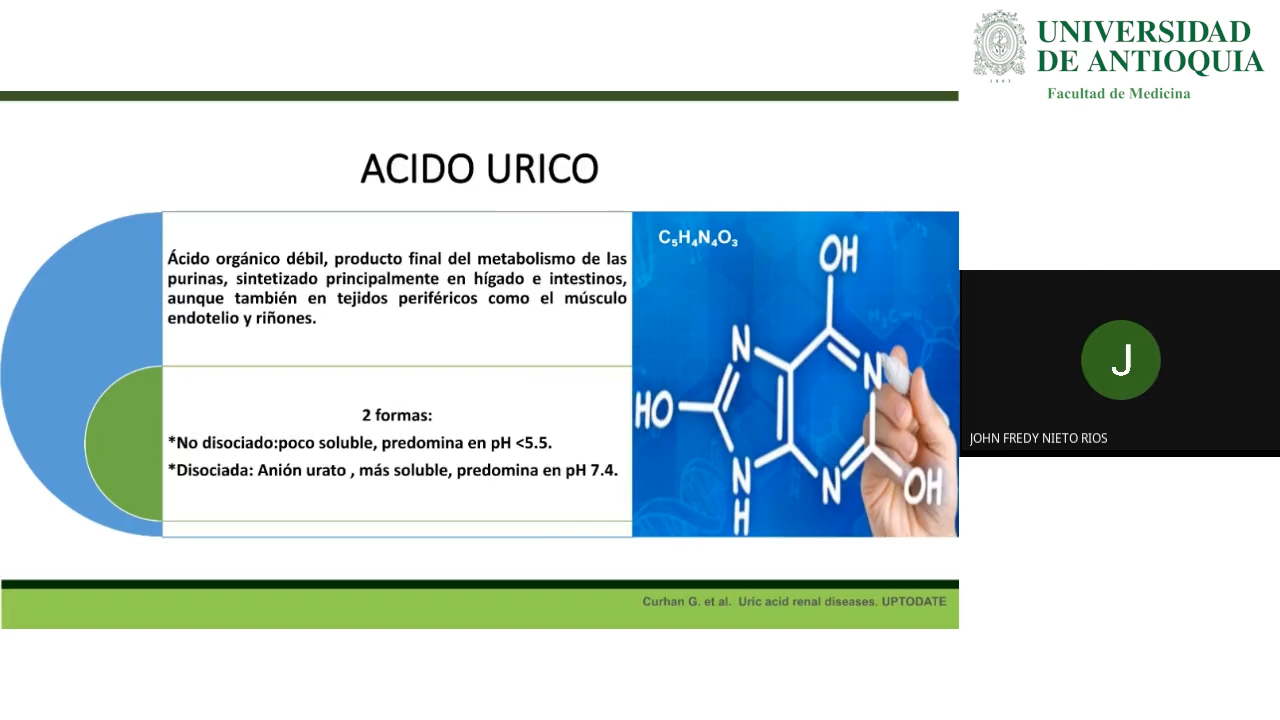 UNIVERSIDAD
DE ANTIOQUIA
1803
Facultad de Medicina
ACIDO URICO
Ácido orgánico débil, producto final del metabolismo de las
purinas, sintetizado principalmente en hígado e intestinos,
aunque también en tejidos periféricos como el músculo
endotelio y riñones.
2 formas:
*No disociado:poco soluble, predomina en pH <5.5.
*Disociada: Anión urato , más soluble, predomina en pH 7.4.
C₅H₄N₄O₃
OH
N
N
HO
N
H
N
OH
H₃C
J
JOHN FREDY NIETO RIOS
Curhan G. et al. Uric acid renal diseases. UPTODATE